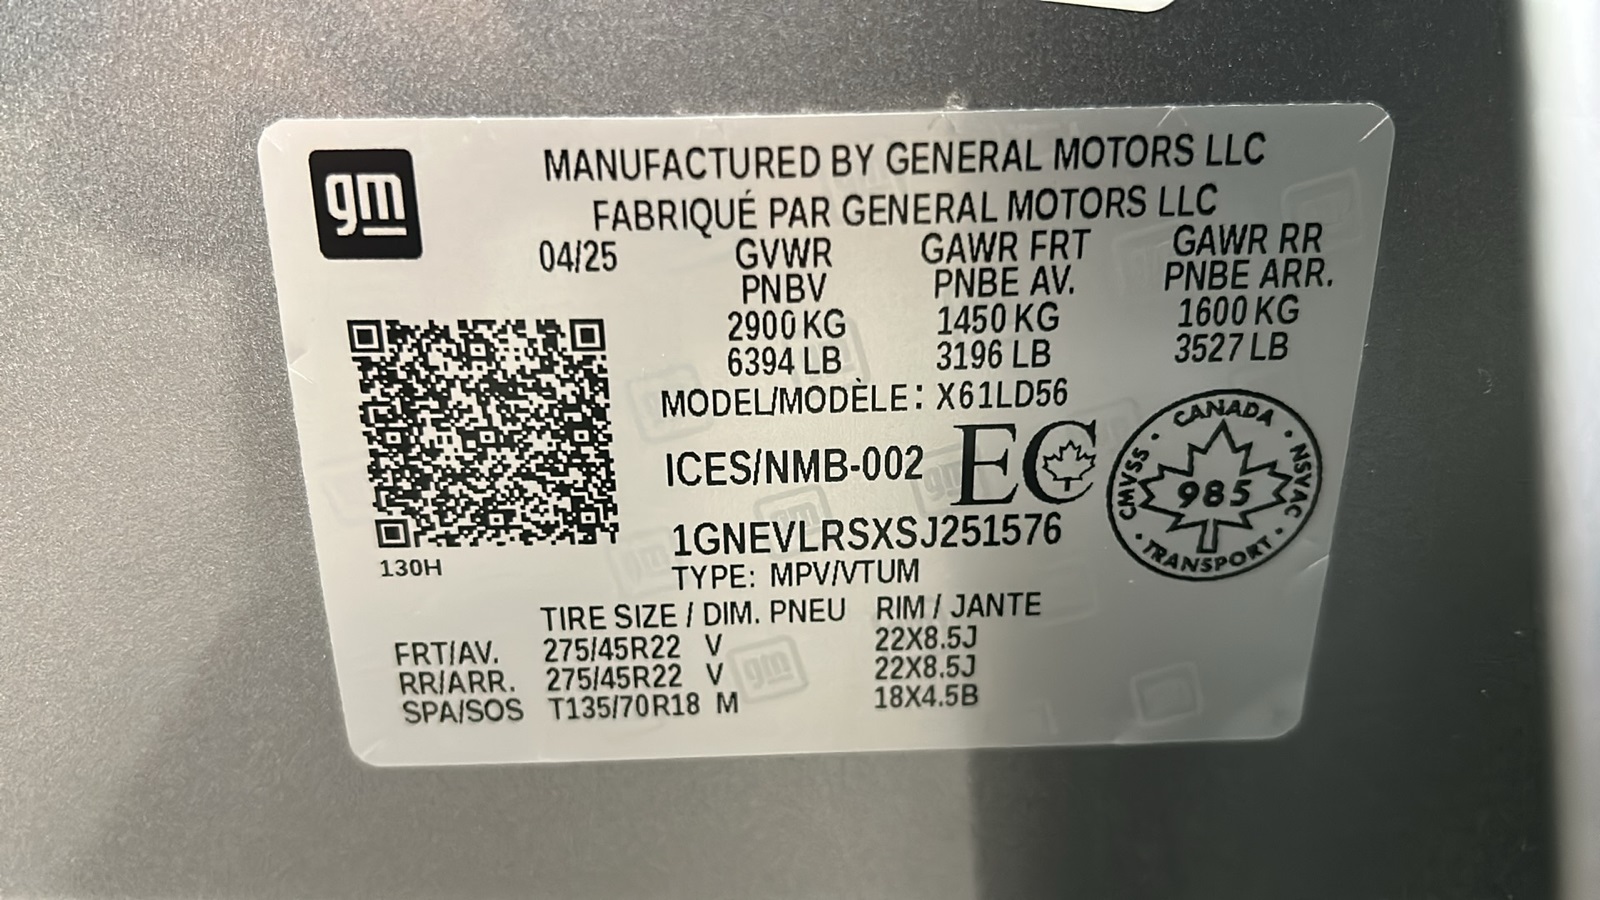 gm
MANUFACTURED BY GENERAL MOTORS LLC
FABRIQUÉ PAR GENERAL MOTORS LLC
04/25 GVWR GAWR FRT GAWR RR
PNBV PNBE AV. PNBE ARR.
2900 KG 1450 KG 1600 KG
6394 LB 3196 LB 3527 LB
MODEL/MODÈLE: X61LD56
ICES/NMB-002 EC
CANADA · NSVAC · TRANSPORT · CMVSS ·
985
1GNEVLRSXSJ251576
130H
TYPE: MPV/VTUM
TIRE SIZE / DIM. PNEU RIM / JANTE
FRT/AV. 275/45R22 V 22X8.5J
RR/ARR. 275/45R22 V 22X8.5J
SPA/SOS T135/70R18 M 18X4.5B